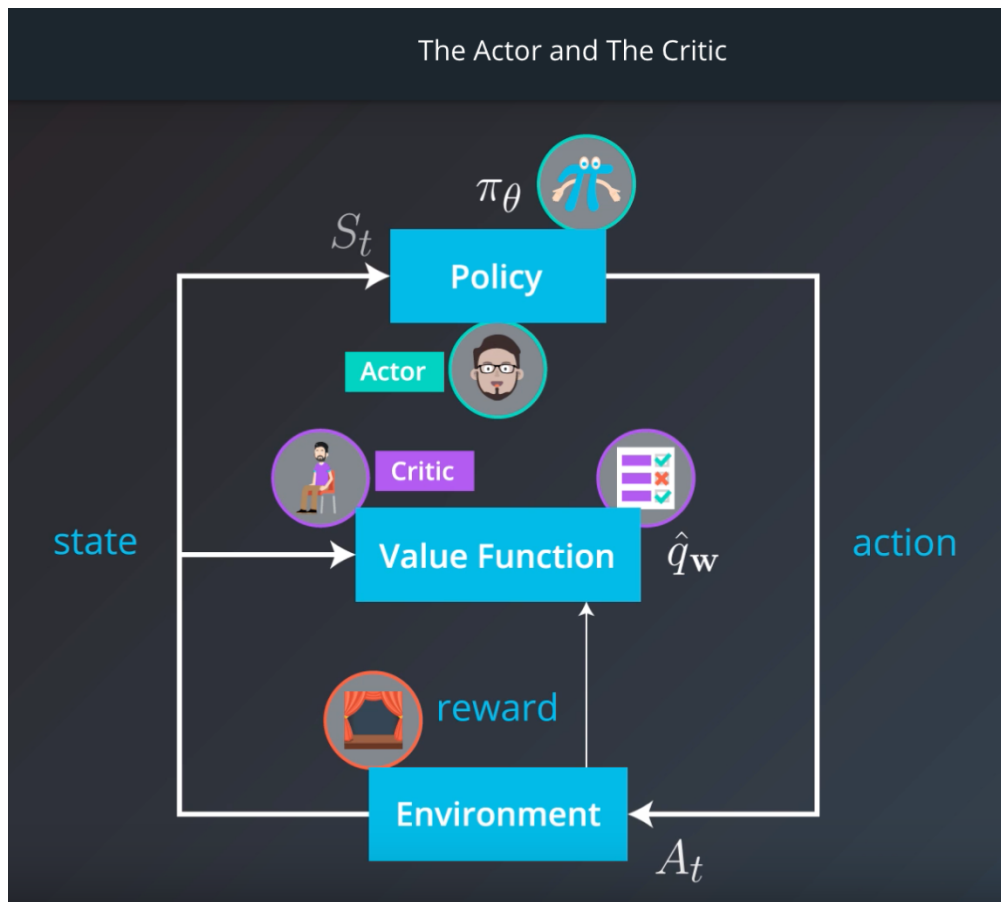 The Actor and The Critic
π_θ
S_t
Policy
Actor
Critic
state
Value Function
q̂_w
action
reward
Environment
A_t